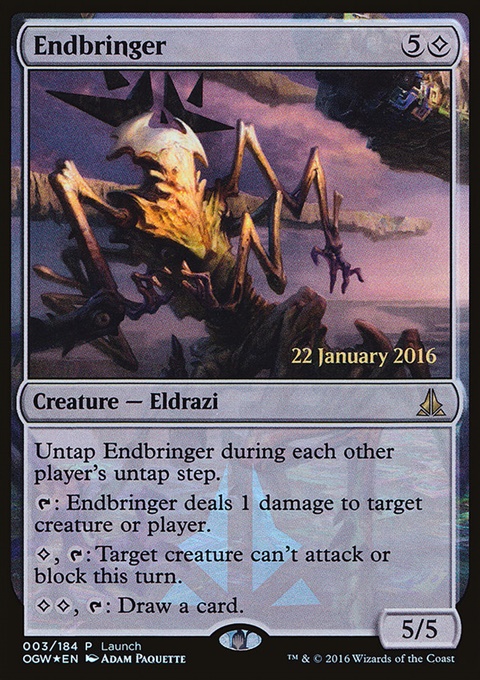 Endbringer 5◇
22 January 2016
Creature — Eldrazi
Untap Endbringer during each other
player's untap step.
: Endbringer deals 1 damage to target
creature or player.
◇, : Target creature can't attack or
block this turn.
◇◇, : Draw a card.
5/5
003/184 P Launch
OGW★EN Adam Paquette ™ & © 2016 Wizards of the Coast